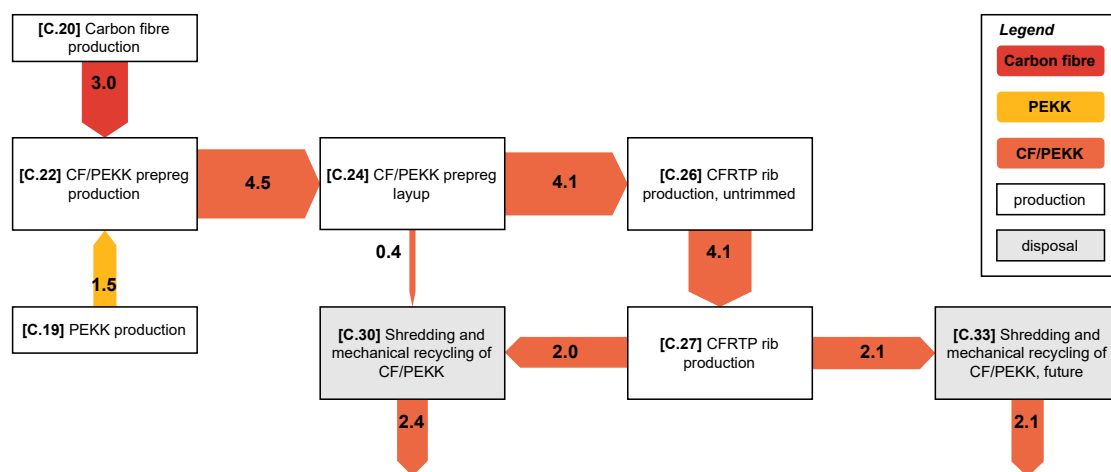 [C.20] Carbon fibre
production
Legend
Carbon fibre
PEKK
CF/PEKK
production
disposal
3.0
[C.22] CF/PEKK prepreg
production
4.5
[C.24] CF/PEKK prepreg
layup
4.1
[C.26] CFRTP rib
production, untrimmed
0.4
4.1
1.5
[C.19] PEKK production
[C.30] Shredding and
mechanical recycling of
CF/PEKK
2.0
[C.27] CFRTP rib
production
2.1
[C.33] Shredding and
mechanical recycling of
CF/PEKK, future
2.4
2.1